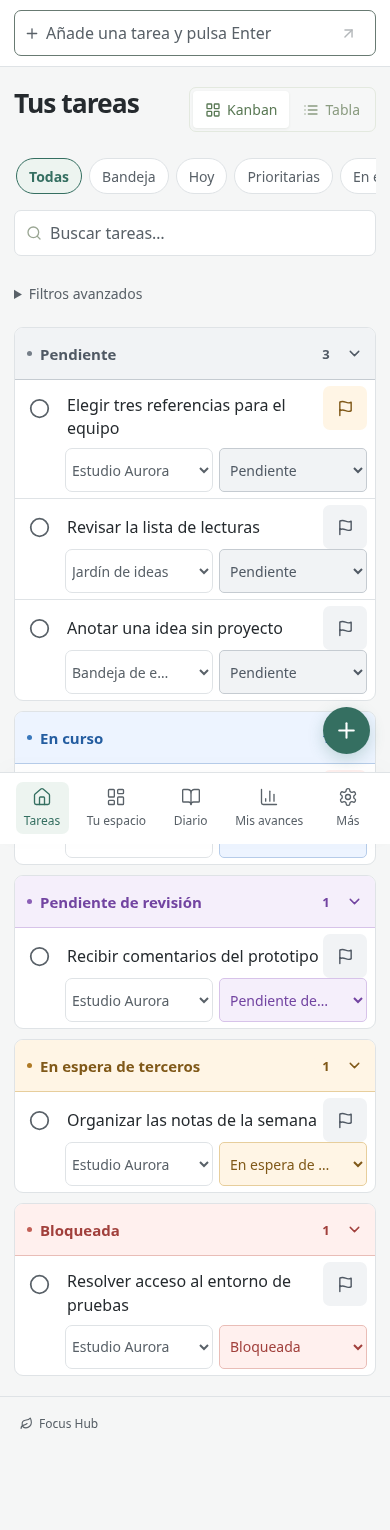 Añade una tarea y pulsa Enter
Tus tareas
Kanban
Tabla
Todas
Bandeja
Hoy
Prioritarias
En
Buscar tareas...
Filtros avanzados
Pendiente
3
Elegir tres referencias para el
equipo
Estudio Aurora
Pendiente
Revisar la lista de lecturas
Jardín de ideas
Pendiente
Anotar una idea sin proyecto
Bandeja de e...
Pendiente
En curso
Tareas
Tu espacio
Diario
Mis avances
Más
Pendiente de revisión
1
Recibir comentarios del prototipo
Estudio Aurora
Pendiente de...
En espera de terceros
1
Organizar las notas de la semana
Estudio Aurora
En espera de ...
Bloqueada
1
Resolver acceso al entorno de
pruebas
Estudio Aurora
Bloqueada
Focus Hub